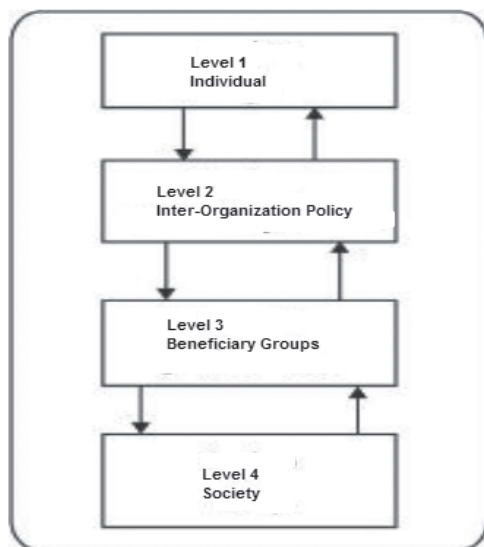 Level 1
Individual
Level 2
Inter-Organization Policy
Level 3
Beneficiary Groups
Level 4
Society